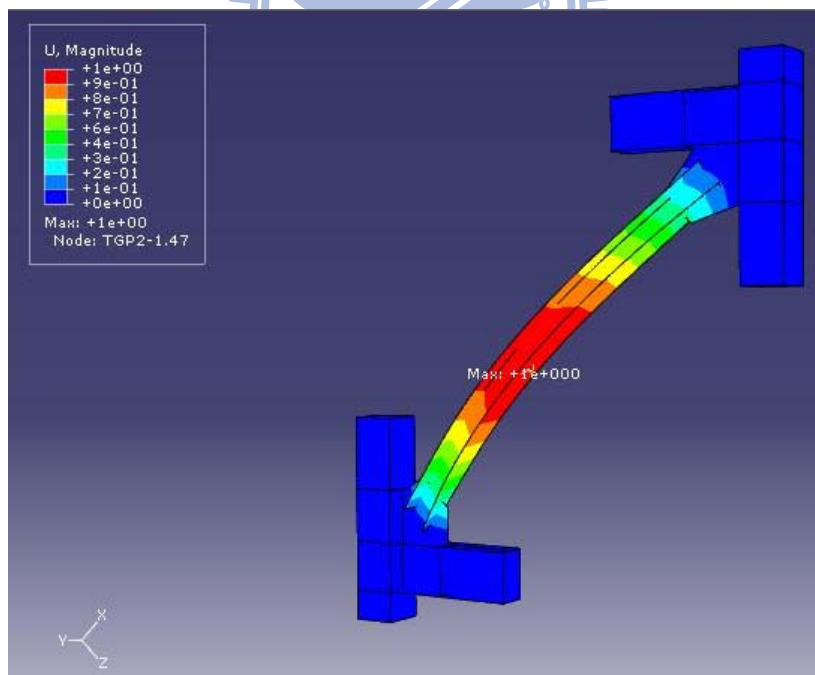 U, Magnitude
+1e+00
+9e-01
+8e-01
+7e-01
+6e-01
+4e-01
+3e-01
+2e-01
+1e-01
+0e+00
Max: +1e+00
Node: TGP2-1.47
Max: +1e+000
X
Y
Z